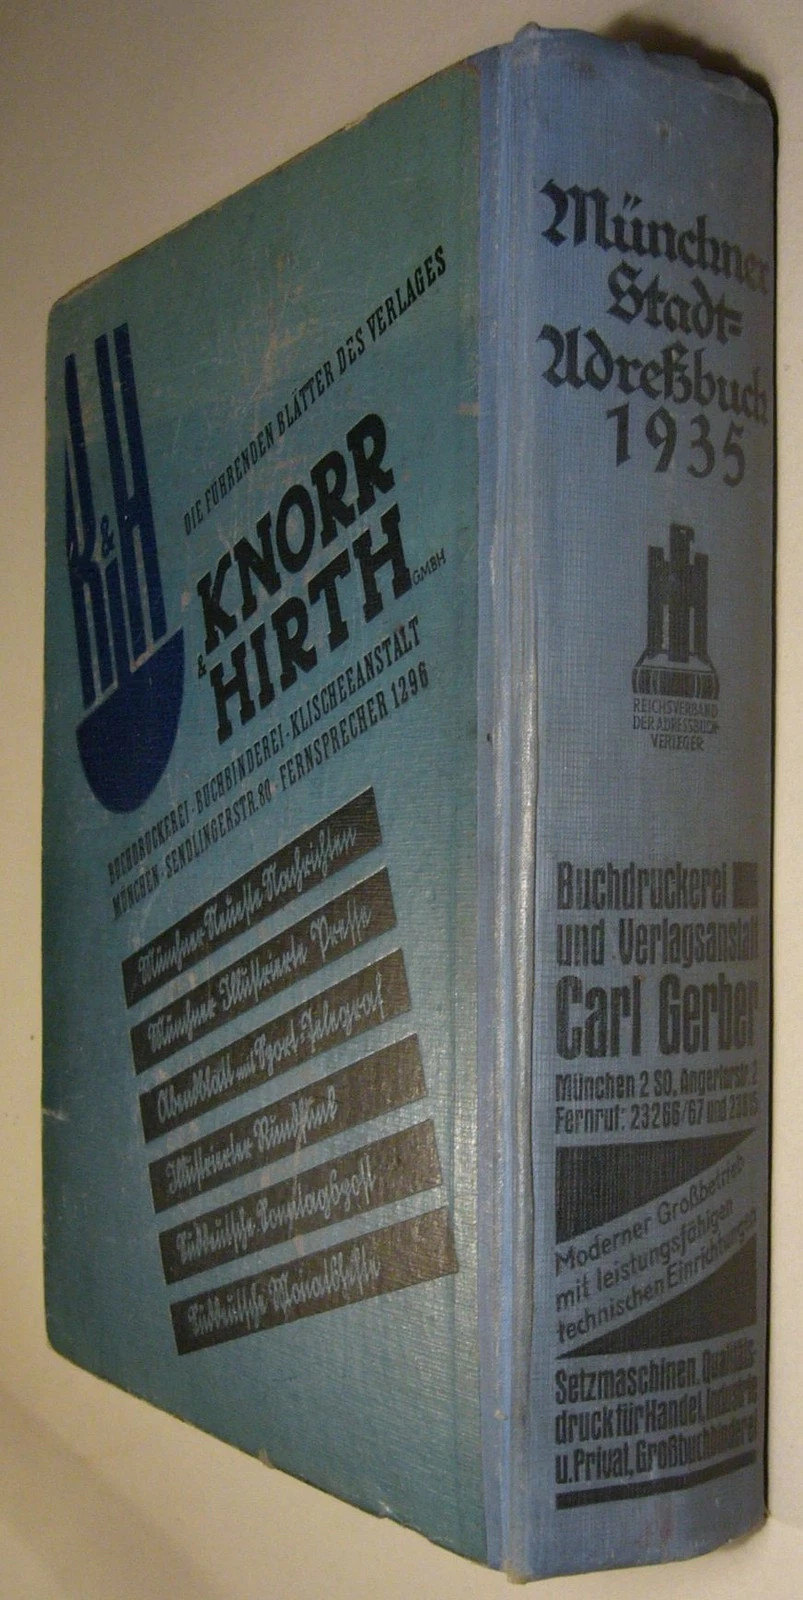 K&H
DIE FÜHRENDEN BLÄTTER DES VERLAGES
KNORR
& HIRTH GMBH
BUCHDRUCKEREI · BUCHBINDEREI · KLISCHEEANSTALT
MÜNCHEN · SENDLINGERSTR. 80 · FERNSPRECHER 1296
Münchner Neueste Nachrichten
Münchner Illustrierte Presse
Abendblatt mit Sport-Telegraf
Illustrierter Rundfunk
Süddeutsche Sonntagspost
Süddeutsche Monatshefte
Münchner
Stadt=
Adreßbuch
1935
REICHSVERBAND
DER ADRESSBUCH-
VERLEGER
Buchdruckerei
und Verlagsanstalt
Carl Gerber
München 2 SO, Angertorstr. 2
Fernruf: 23266/67 und
Moderner Großbetrieb
mit leistungsfähigen
technischen Einrichtungen
Setzmaschinen, Qualitäts-
druck für Handel, Industrie
u. Privat, Großbuchbinderei